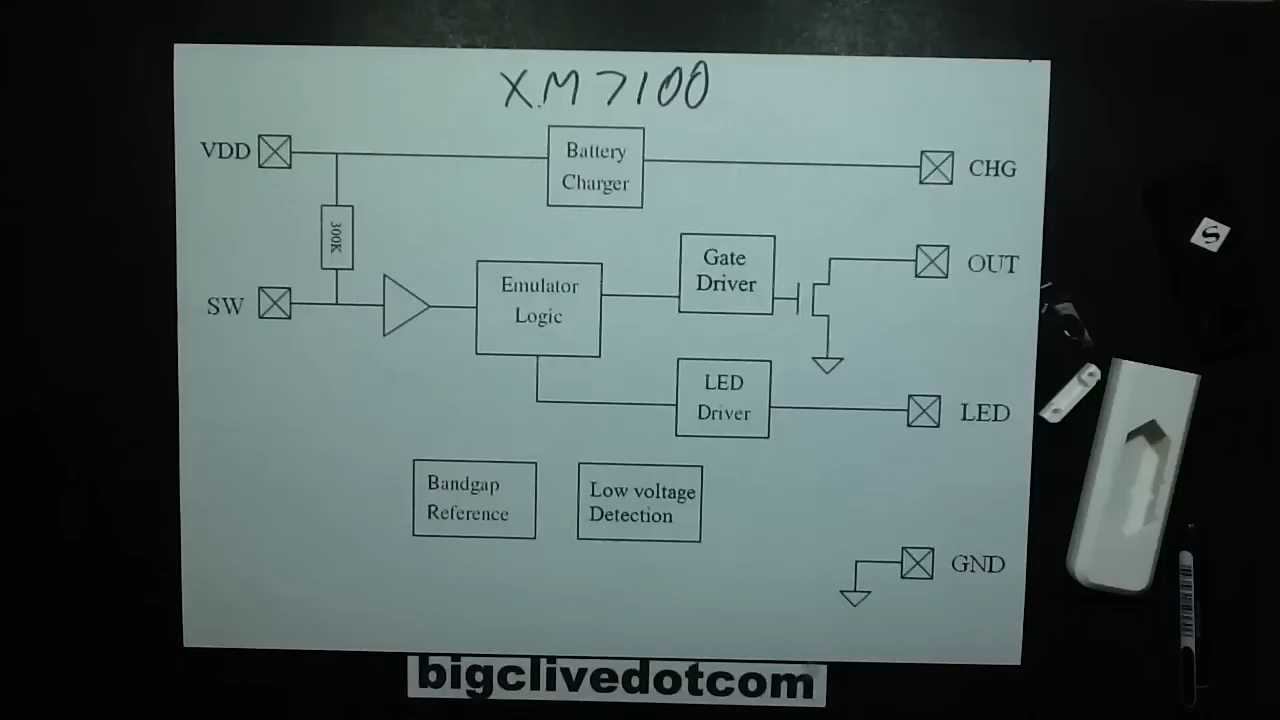 XM7100
VDD
Battery
Charger
CHG
300K
SW
Emulator
Logic
Gate
Driver
OUT
LED
Driver
LED
Bandgap
Reference
Low voltage
Detection
GND
S
bigclivedotcom